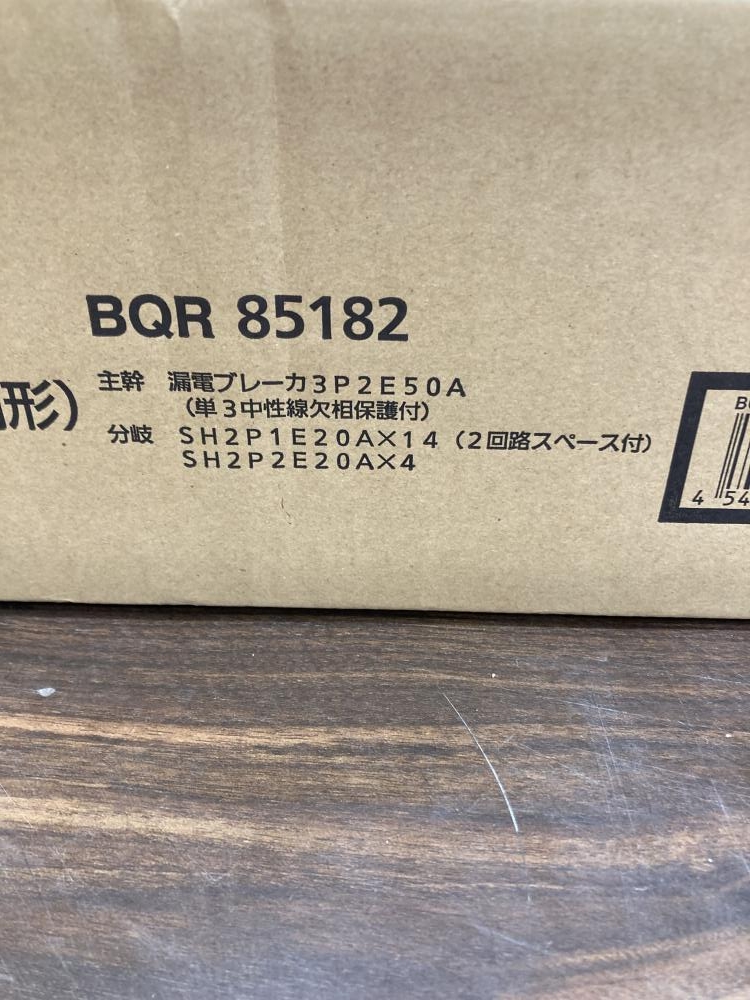 BQR 85182
形)
主幹 漏電ブレーカ3P2E50A
(単3中性線欠相保護付)
分岐 SH2P1E20A×14(2回路スペース付)
SH2P2E20A×4
4 54